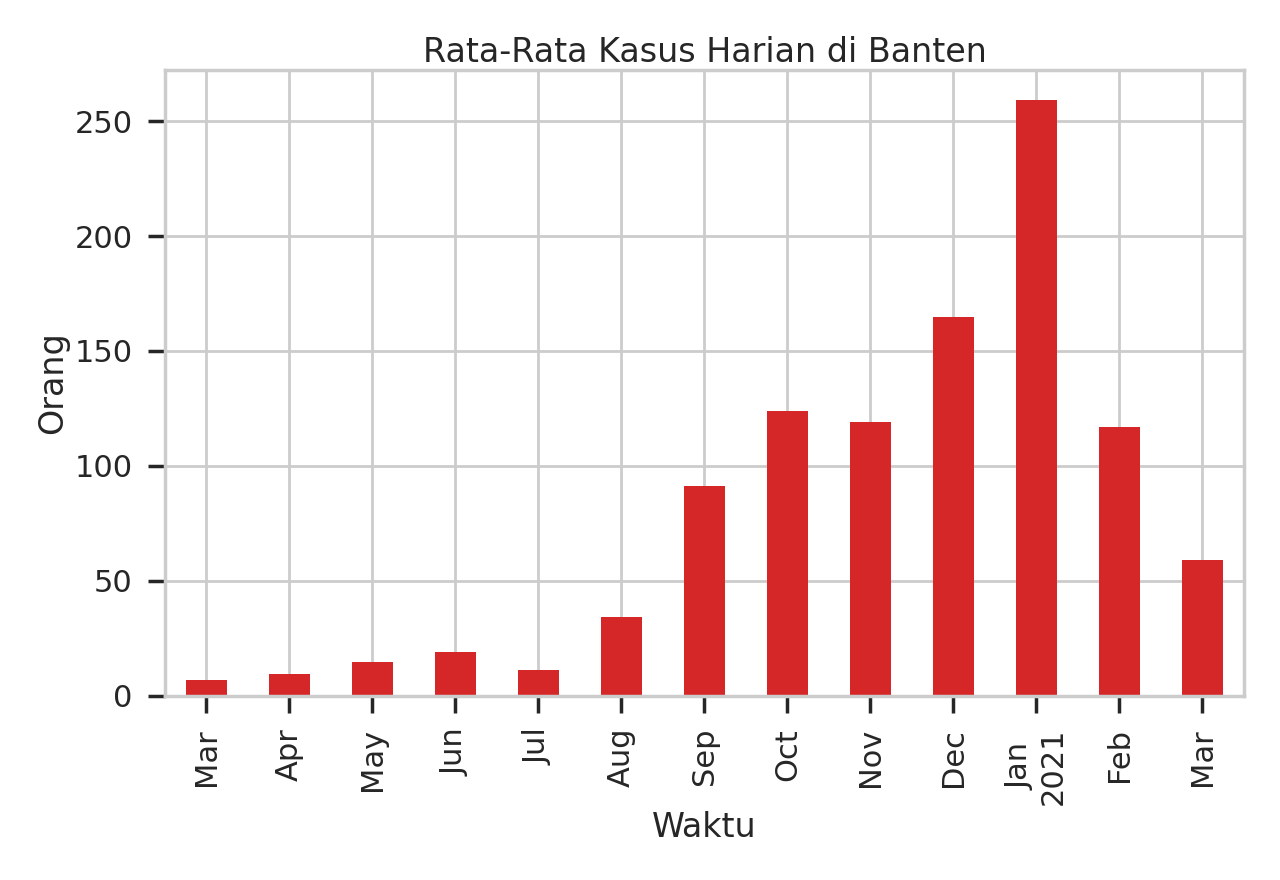 Rata-Rata Kasus Harian di Banten
Orang
250
200
150
100
50
0
Mar
Apr
May
Jun
Jul
Aug
Sep
Oct
Nov
Dec
Jan
2021
Feb
Mar
Waktu